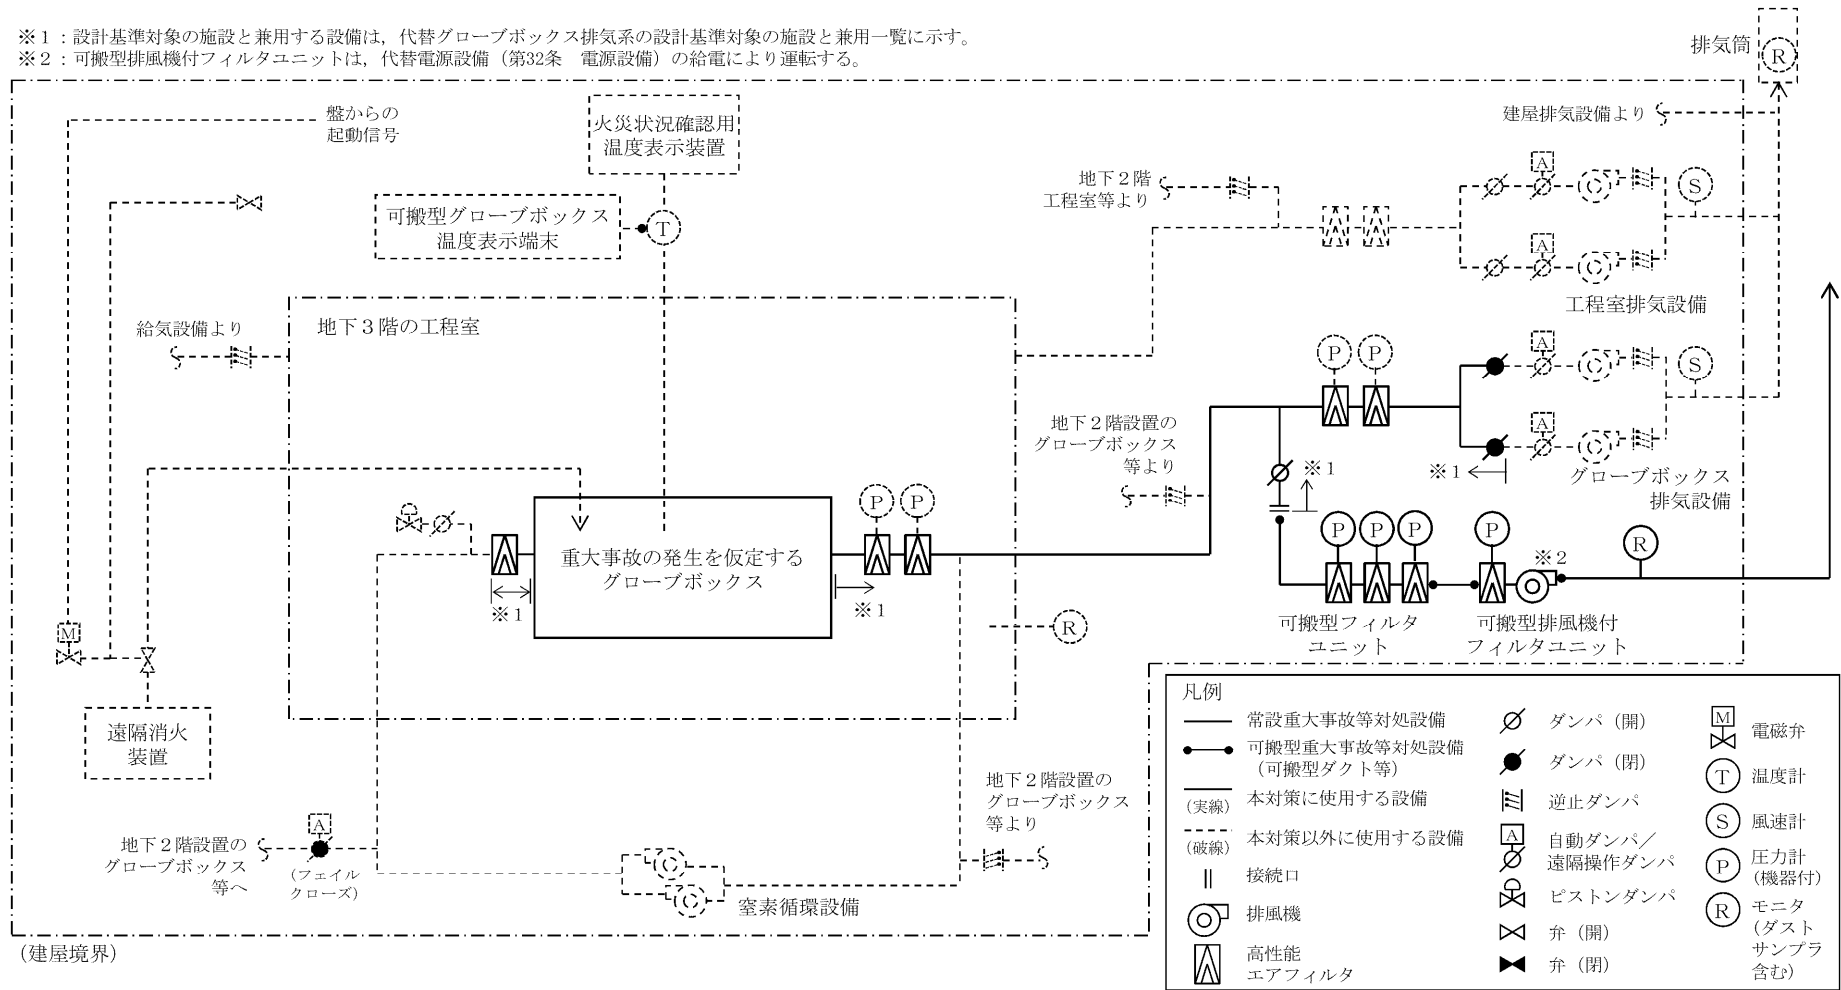 ※１：設計基準対象の施設と兼用する設備は，代替グローブボックス排気系の設計基準対象の施設と兼用一覧に示す。
※２：可搬型排風機付フィルタユニットは，代替電源設備（第32条　電源設備）の給電により運転する。
排気筒
R
盤からの
起動信号
火災状況確認用
温度表示装置
建屋排気設備より
可搬型グローブボックス
温度表示端末
T
地下２階
工程室等より
A
S
A
工程室排気設備
給気設備より
地下３階の工程室
P
P
A
S
A
地下２階設置の
グローブボックス
等より
※１
※１
グローブボックス
排気設備
P
P
重大事故の発生を仮定する
グローブボックス
※１
※１
P
P
P
P
※２
R
可搬型フィルタ
ユニット
可搬型排風機付
フィルタユニット
R
M
遠隔消火
装置
地下２階設置の
グローブボックス
等より
地下２階設置の
グローブボックス
等へ
A
（フェイル
クローズ）
窒素循環設備
（建屋境界）
凡例
常設重大事故等対処設備
可搬型重大事故等対処設備
（可搬型ダクト等）
（実線）
本対策に使用する設備
（破線）
本対策以外に使用する設備
接続口
排風機
高性能
エアフィルタ
ダンパ（開）
ダンパ（閉）
逆止ダンパ
A
自動ダンパ／
遠隔操作ダンパ
ピストンダンパ
弁（開）
弁（閉）
M
電磁弁
T
温度計
S
風速計
P
圧力計
（機器付）
R
モニタ
（ダスト
サンプラ
含む）